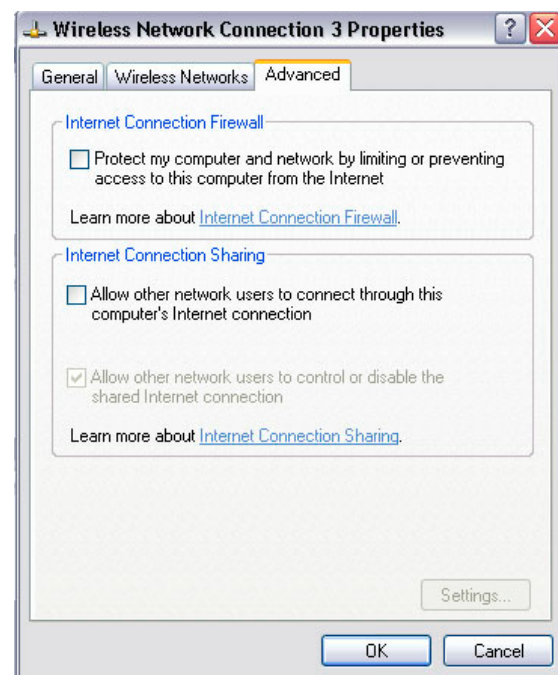 Wireless Network Connection 3 Properties
General Wireless Networks Advanced
Internet Connection Firewall
Protect my computer and network by limiting or preventing
access to this computer from the Internet
Learn more about Internet Connection Firewall.
Internet Connection Sharing
Allow other network users to connect through this
computer's Internet connection
Allow other network users to control or disable the
shared Internet connection
Learn more about Internet Connection Sharing.
Settings...
OK Cancel